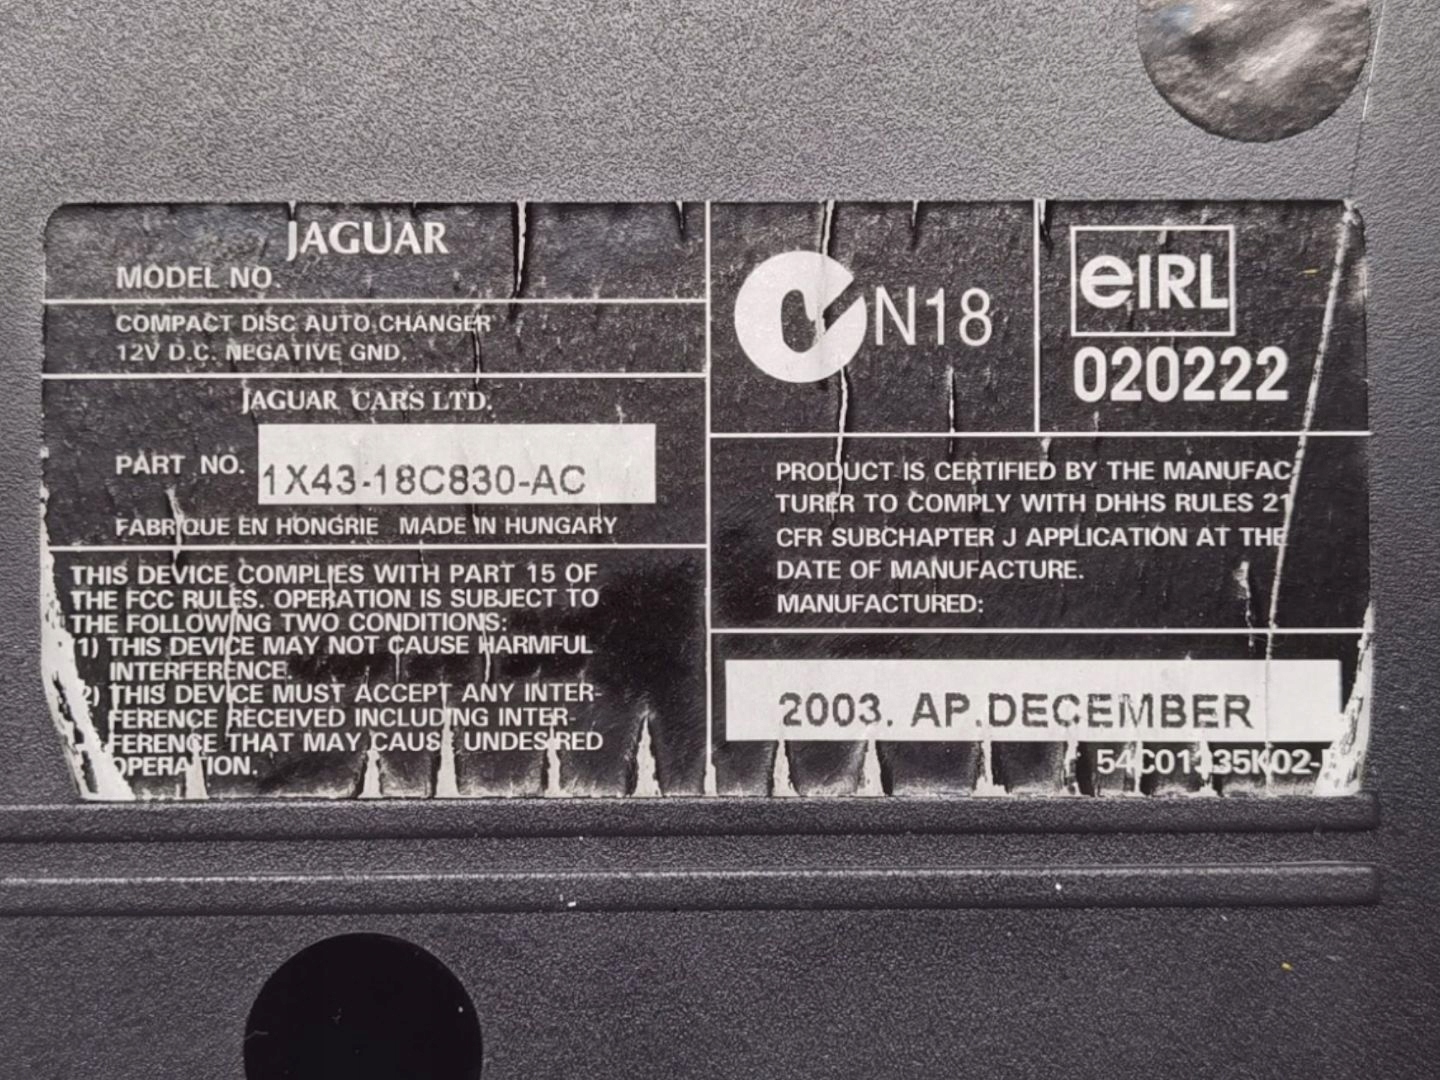 JAGUAR
MODEL NO.
COMPACT DISC AUTO CHANGER
12V D.C. NEGATIVE GND.
JAGUAR CARS LTD.
PART NO. 1X43-18C830-AC
FABRIQUE EN HONGRIE MADE IN HUNGARY
THIS DEVICE COMPLIES WITH PART 15 OF
THE FCC RULES. OPERATION IS SUBJECT TO
THE FOLLOWING TWO CONDITIONS:
1) THIS DEVICE MAY NOT CAUSE HARMFUL
INTERFERENCE.
2) THIS DEVICE MUST ACCEPT ANY INTER-
FERENCE RECEIVED INCLUDING INTER-
FERENCE THAT MAY CAUSE UNDESIRED
OPERATION.
N18
eIRL
020222
PRODUCT IS CERTIFIED BY THE MANUFAC
TURER TO COMPLY WITH DHHS RULES 21
CFR SUBCHAPTER J APPLICATION AT THE
DATE OF MANUFACTURE.
MANUFACTURED:
2003. AP.DECEMBER